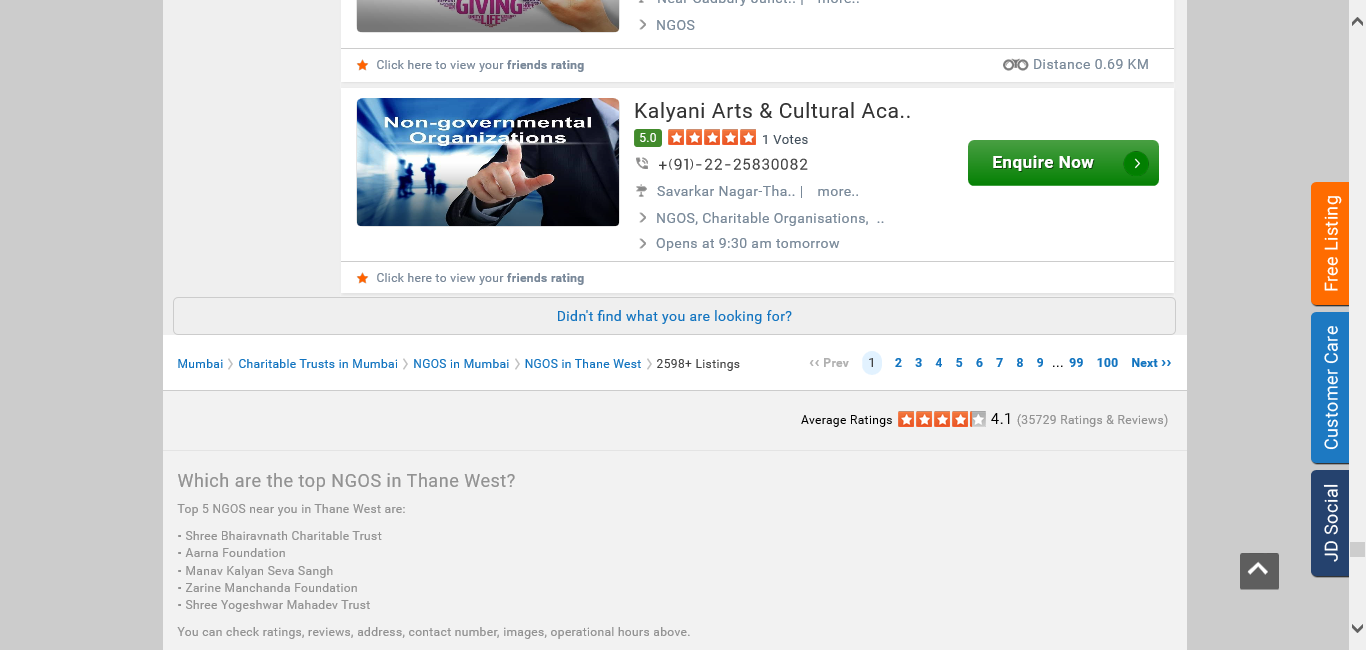 GIVING
LIFE
Near Cadbury Junct.. | more..
NGOS
Click here to view your friends rating
Distance 0.69 KM
Non-governmental
Organizations
Kalyani Arts & Cultural Aca..
5.0 1 Votes
+(91)-22-25830082
Savarkar Nagar-Tha.. | more..
NGOS, Charitable Organisations, ..
Opens at 9:30 am tomorrow
Enquire Now
Click here to view your friends rating
Didn't find what you are looking for?
Mumbai > Charitable Trusts in Mumbai > NGOS in Mumbai > NGOS in Thane West > 2598+ Listings
‹‹ Prev 1 2 3 4 5 6 7 8 9 ... 99 100 Next ››
Average Ratings 4.1 (35729 Ratings & Reviews)
Which are the top NGOS in Thane West?
Top 5 NGOS near you in Thane West are:
- Shree Bhairavnath Charitable Trust
- Aarna Foundation
- Manav Kalyan Seva Sangh
- Zarine Manchanda Foundation
- Shree Yogeshwar Mahadev Trust
You can check ratings, reviews, address, contact number, images, operational hours above.
Free Listing
Customer Care
JD Social